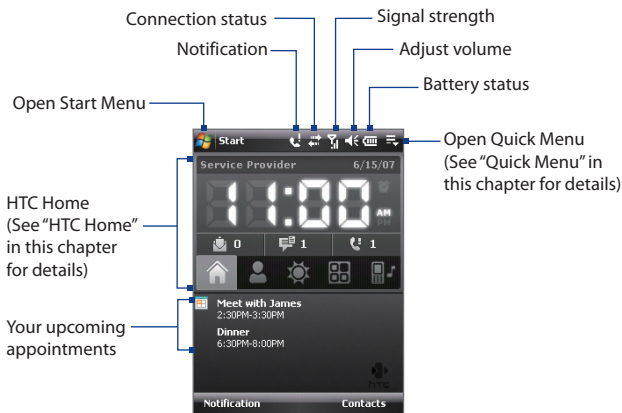 Connection status
Signal strength
Notification
Adjust volume
Battery status
Open Start Menu
Open Quick Menu
(See “Quick Menu” in
this chapter for details)
HTC Home
(See “HTC Home”
in this chapter
for details)
Your upcoming
appointments
Start
Service Provider 6/15/07
11:00 AM
PM
0 1 1
Meet with James
2:30PM-3:30PM
Dinner
6:30PM-8:00PM
hTC
Notification Contacts